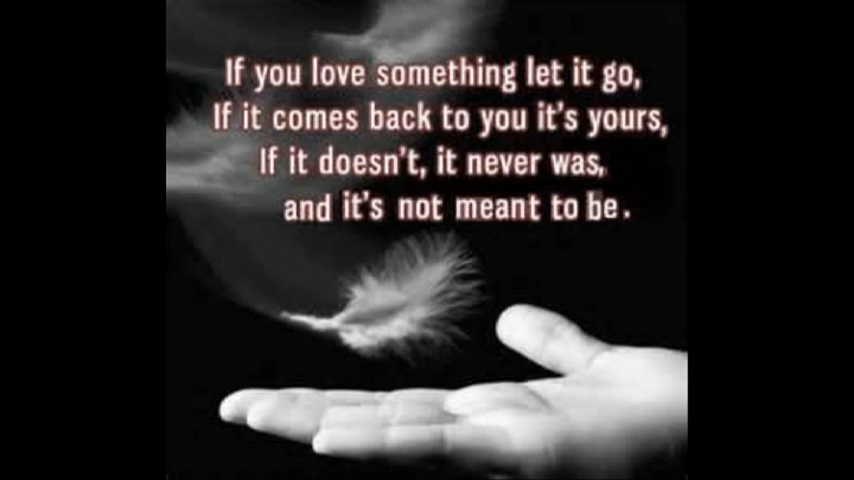 If you love something let it go,
If it comes back to you it's yours,
If it doesn't, it never was,
and it's not meant to be.